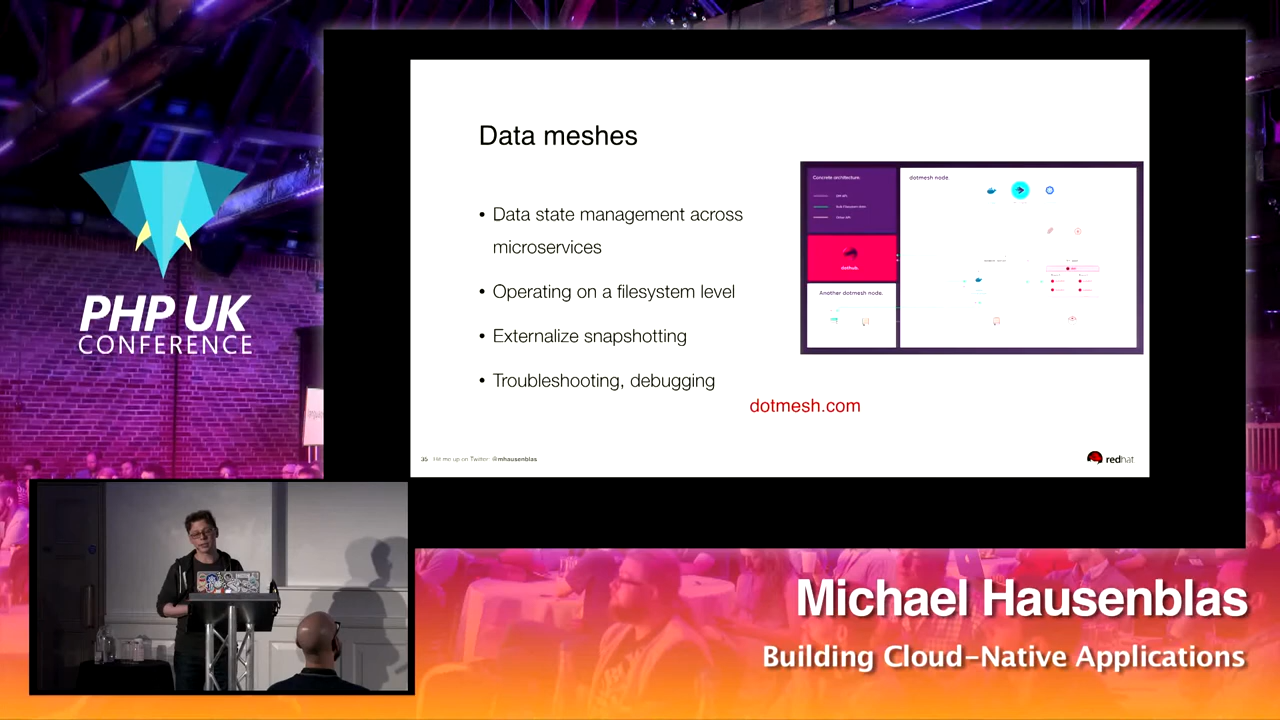 PHP UK
CONFERENCE
Data meshes
• Data state management across
microservices
• Operating on a filesystem level
• Externalize snapshotting
• Troubleshooting, debugging
Concrete architecture.
dothub.
Another dotmesh node.
dotmesh node.
dotmesh.com
35 Hit me up on Twitter: @mhausenblas
redhat
Michael Hausenblas
Building Cloud-Native Applications